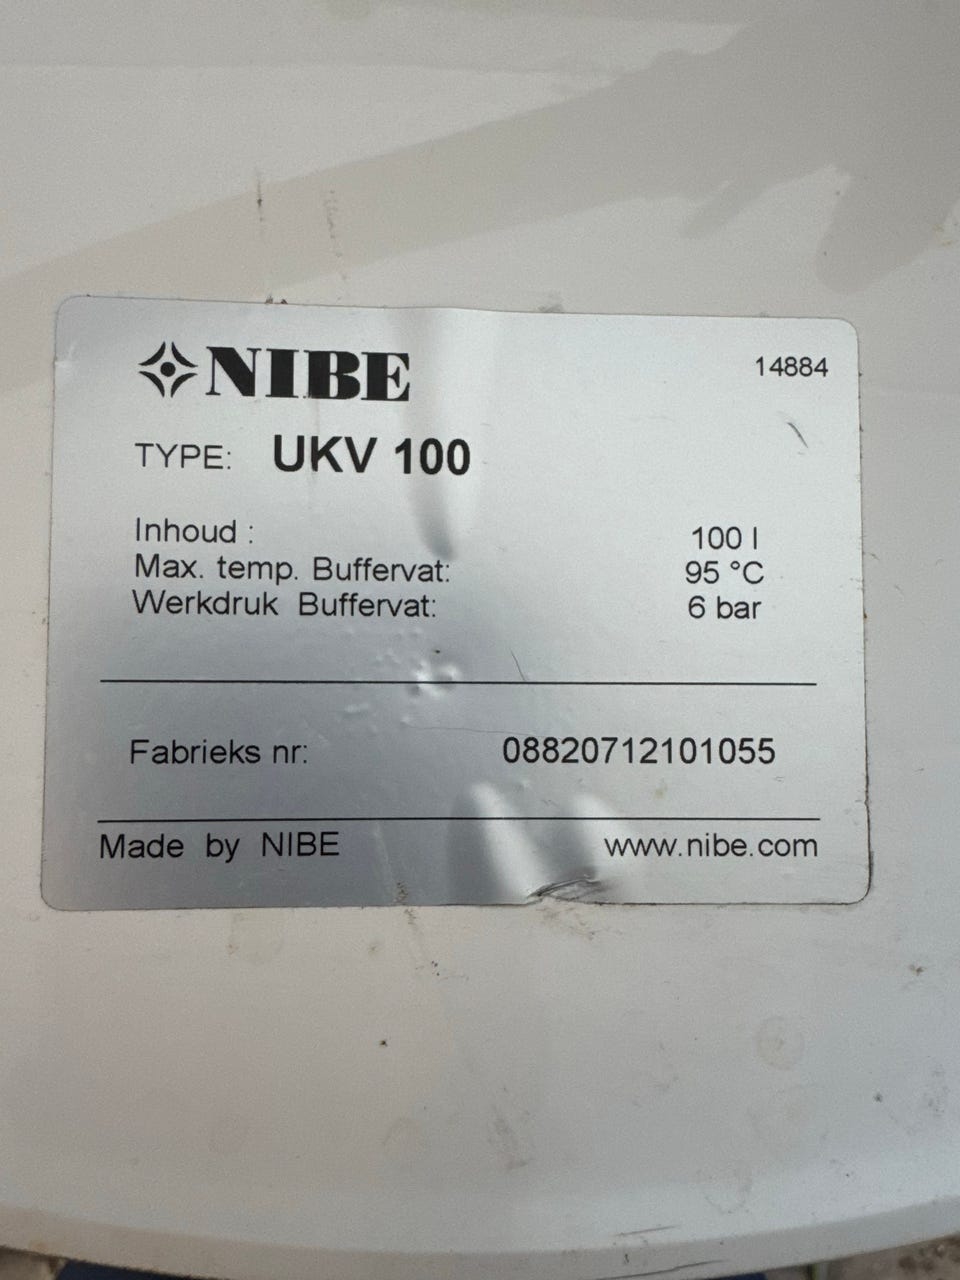 NIBE
14884
TYPE: UKV 100
Inhoud : 100 l
Max. temp. Buffervat: 95 °C
Werkdruk Buffervat: 6 bar
Fabrieks nr: 08820712101055
Made by NIBE www.nibe.com